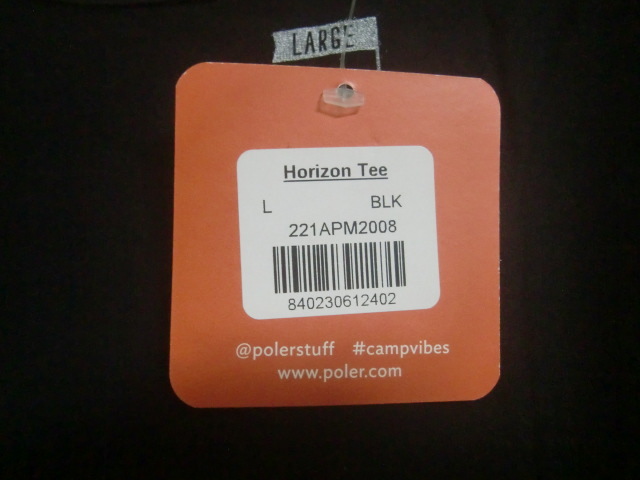 LARGE
Horizon Tee
L BLK
221APM2008
840230612402
@polerstuff #campvibes
www.poler.com